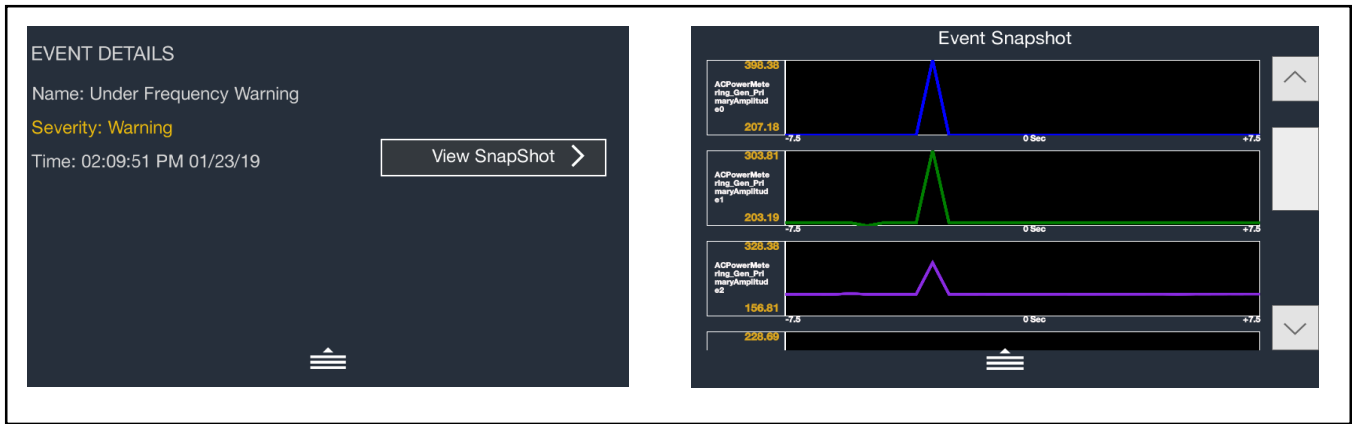 EVENT DETAILS
Name: Under Frequency Warning
Severity: Warning
Time: 02:09:51 PM 01/23/19
View SnapShot
Event Snapshot
398.38
ACPowerMete
ring_Gen_Pri
maryAmplitud
e0
207.18
-7.5 0 Sec +7.5
303.81
ACPowerMete
ring_Gen_Pri
maryAmplitud
e1
203.19
-7.5 0 Sec +7.5
328.38
ACPowerMete
ring_Gen_Pri
maryAmplitud
e2
156.81
-7.5 0 Sec +7.5
228.69